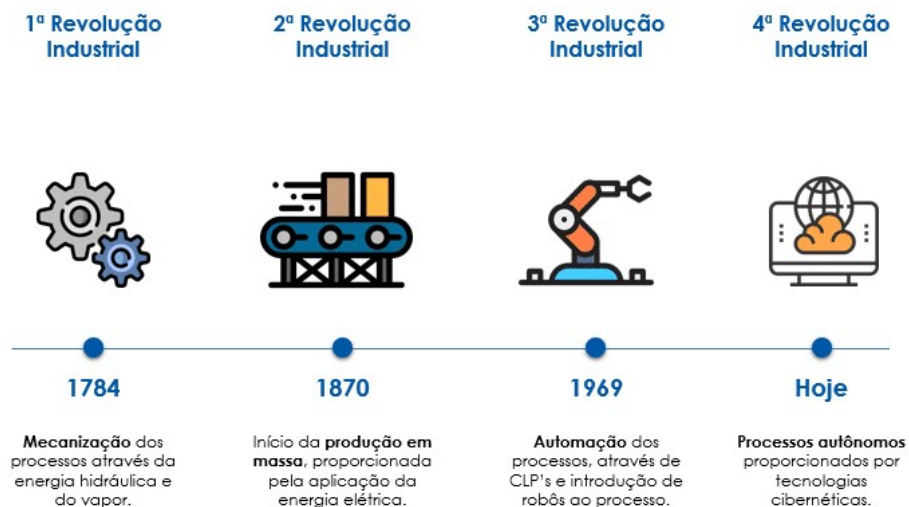 1ª Revolução
Industrial
2ª Revolução
Industrial
3ª Revolução
Industrial
4ª Revolução
Industrial
1784
1870
1969
Hoje
Mecanização dos
processos através da
energia hidráulica e
do vapor.
Início da produção em
massa, proporcionada
pela aplicação da
energia elétrica.
Automação dos
processos, através de
CLP's e introdução de
robôs ao processo.
Processos autônomos
proporcionados por
tecnologias
cibernéticas.